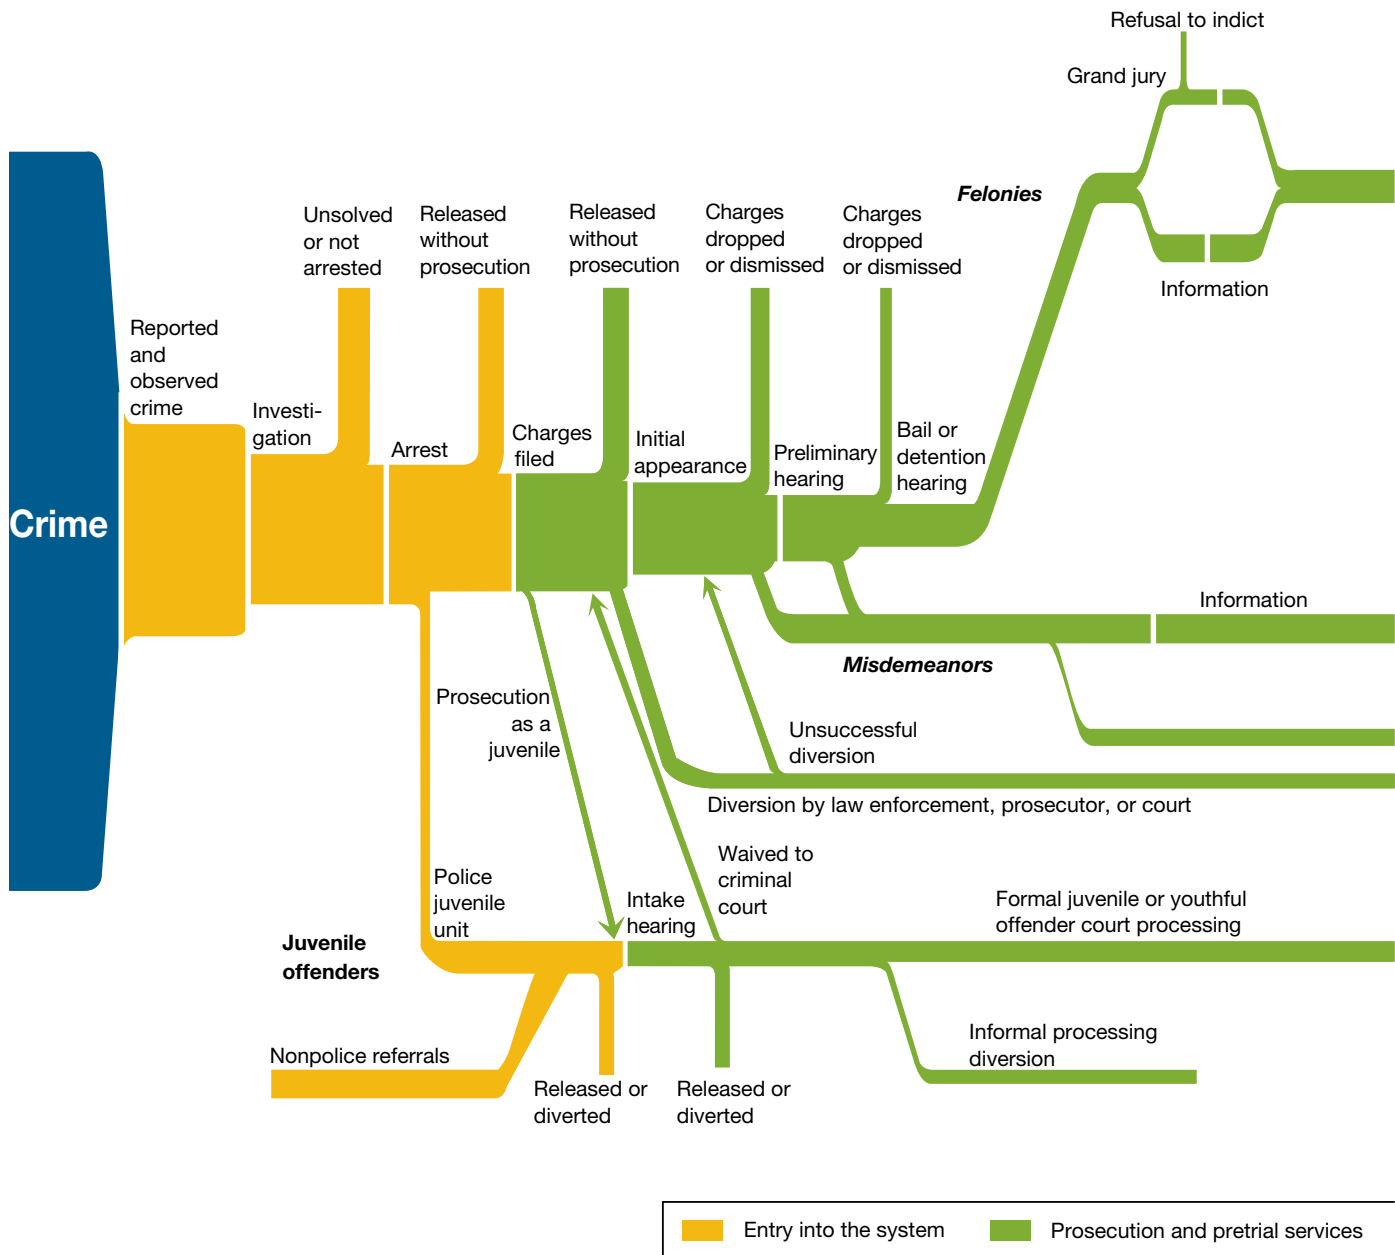 Refusal to indict
Grand jury
Felonies
Information
Unsolved
or not
arrested
Released
without
prosecution
Released
without
prosecution
Charges
dropped
or dismissed
Charges
dropped
or dismissed
Reported
and
observed
crime
Investi-
gation
Arrest
Charges
filed
Initial
appearance
Preliminary
hearing
Bail or
detention
hearing
Crime
Information
Misdemeanors
Prosecution
as a
juvenile
Unsuccessful
diversion
Diversion by law enforcement, prosecutor, or court
Waived to
criminal
court
Police
juvenile
unit
Intake
hearing
Formal juvenile or youthful
offender court processing
Juvenile
offenders
Nonpolice referrals
Released or
diverted
Released or
diverted
Informal processing
diversion
Entry into the system
Prosecution and pretrial services